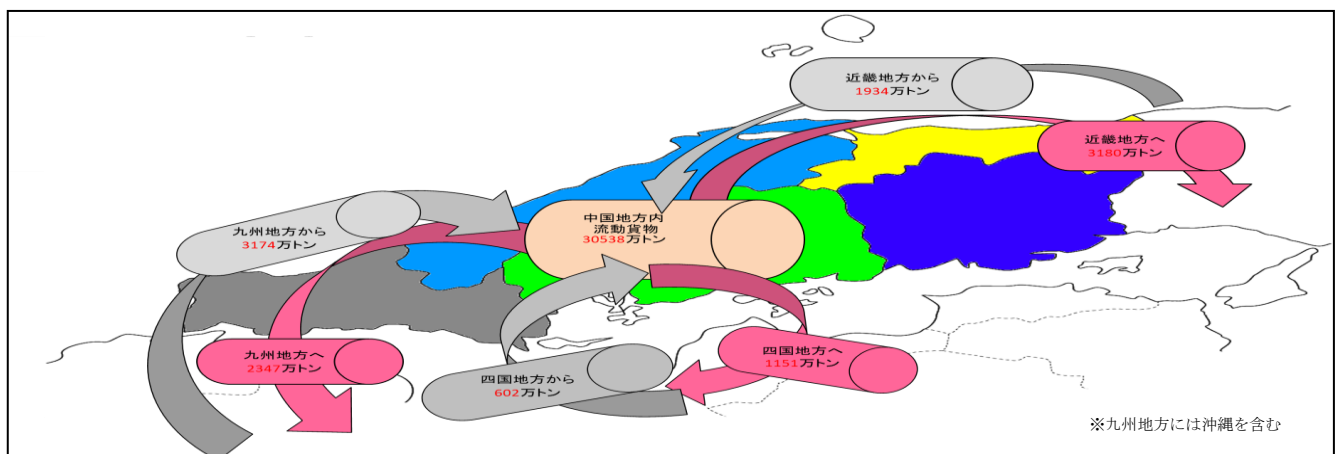 近畿地方から
1934万トン
近畿地方へ
3180万トン
九州地方から
3174万トン
中国地方内
流動貨物
30538万トン
九州地方へ
2347万トン
四国地方から
602万トン
四国地方へ
1151万トン
※九州地方には沖縄を含む